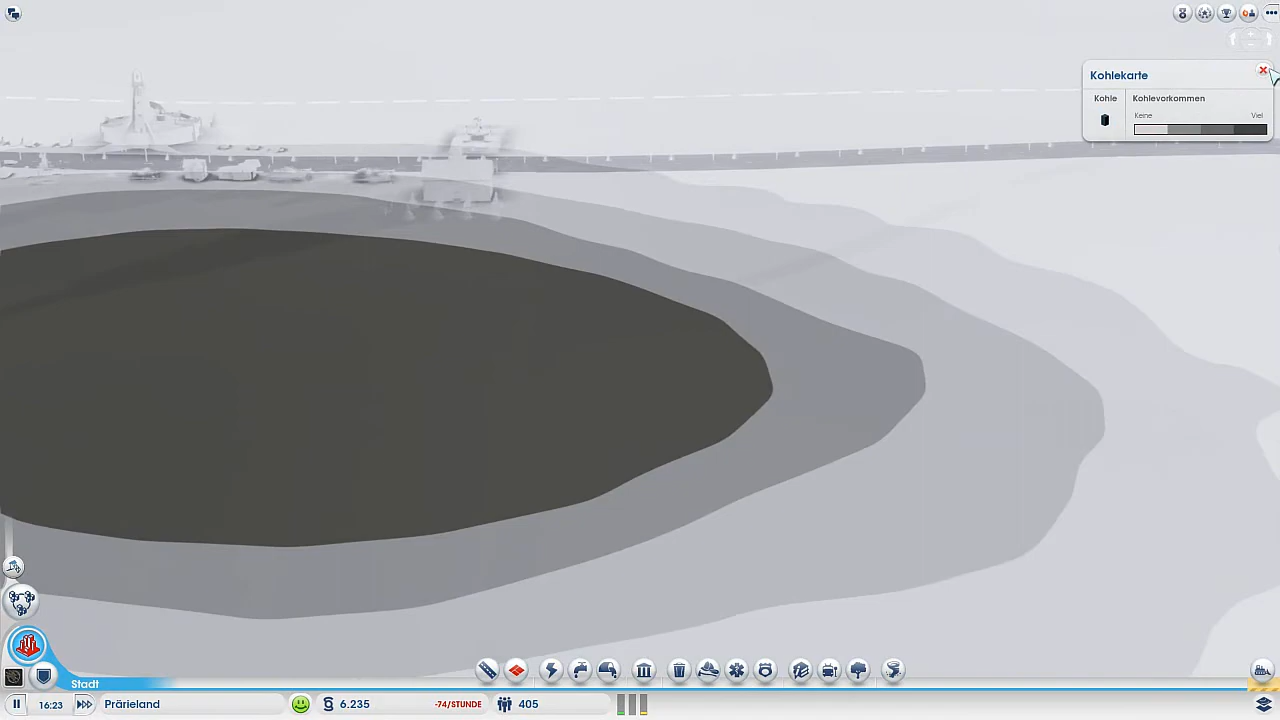 Kohlekarte
Kohle
Kohlevorkommen
Keine
Viel
Stadt
16:23
Prärieland
6.235
-74/STUNDE
405